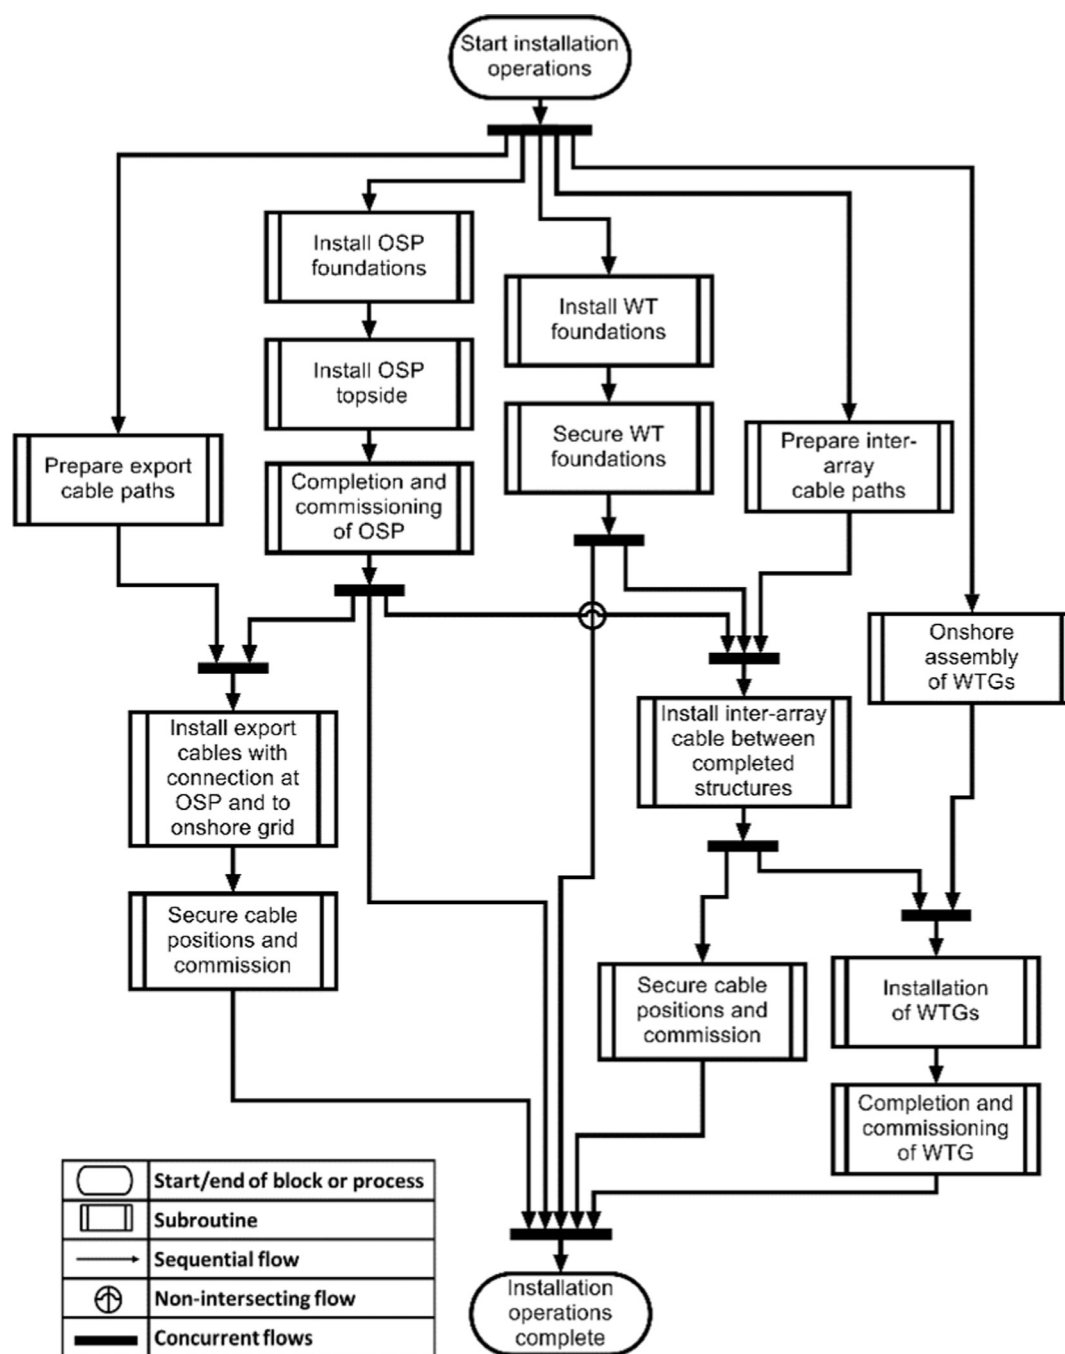 Start installation
operations
Install OSP
foundations
Install WT
foundations
Install OSP
topside
Secure WT
foundations
Prepare inter-
array
cable paths
Prepare export
cable paths
Completion and
commissioning
of OSP
Onshore
assembly
of WTGs
Install export
cables with
connection at
OSP and to
onshore grid
Install inter-array
cable between
completed
structures
Secure cable
positions and
commission
Secure cable
positions and
commission
Installation
of WTGs
Completion and
commissioning
of WTG
Start/end of block or process
Subroutine
Sequential flow
Non-intersecting flow
Concurrent flows
Installation
operations
complete